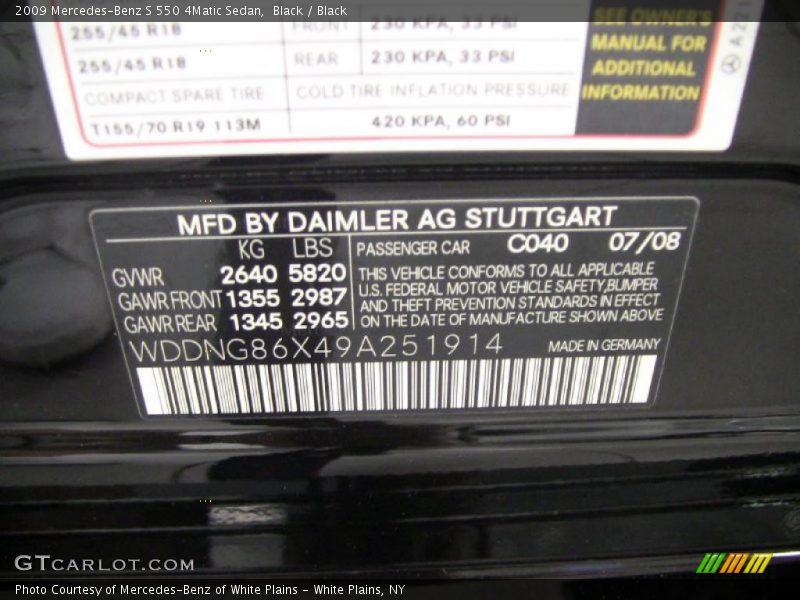 2009 Mercedes-Benz S 550 4Matic Sedan, Black / Black
255/45 R18 FRONT 230 KPA, 33 PSI
255/45 R18 REAR 230 KPA, 33 PSI
COMPACT SPARE TIRE COLD TIRE INFLATION PRESSURE
T155/70 R19 113M 420 KPA, 60 PSI
SEE OWNER'S
MANUAL FOR
ADDITIONAL
INFORMATION
A 221
MFD BY DAIMLER AG STUTTGART
KG LBS PASSENGER CAR C040 07/08
GVWR 2640 5820
GAWR FRONT 1355 2987
GAWR REAR 1345 2965
THIS VEHICLE CONFORMS TO ALL APPLICABLE
U.S. FEDERAL MOTOR VEHICLE SAFETY,BUMPER
AND THEFT PREVENTION STANDARDS IN EFFECT
ON THE DATE OF MANUFACTURE SHOWN ABOVE
WDDNG86X49A251914 MADE IN GERMANY
GTCARLOT.COM
Photo Courtesy of Mercedes-Benz of White Plains - White Plains, NY